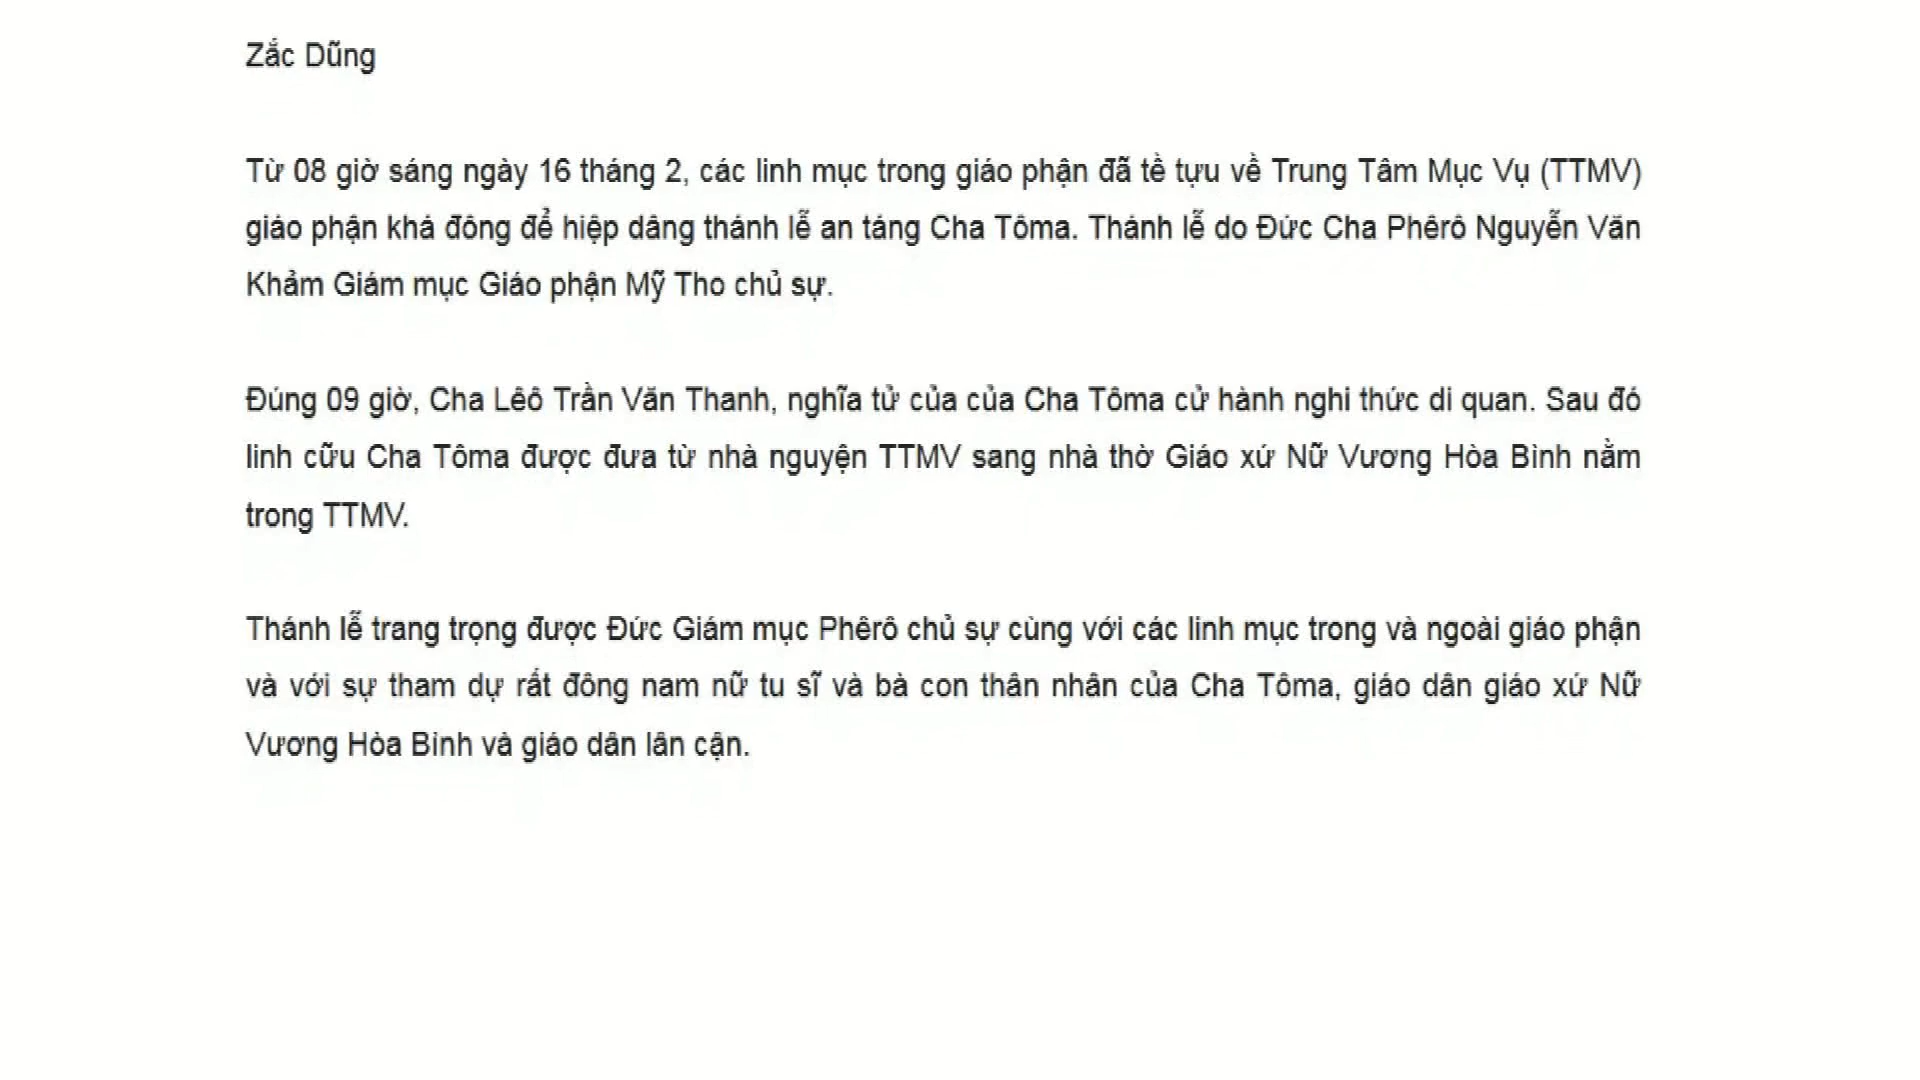 Zắc Dũng
Từ 08 giờ sáng ngày 16 tháng 2, các linh mục trong giáo phận đã tề tựu về Trung Tâm Mục Vụ (TTMV)
giáo phận khá đông để hiệp dâng thánh lễ an táng Cha Tôma. Thánh lễ do Đức Cha Phêrô Nguyễn Văn
Khảm Giám mục Giáo phận Mỹ Tho chủ sự.
Đúng 09 giờ, Cha Lêô Trần Văn Thanh, nghĩa tử của của Cha Tôma cử hành nghi thức di quan. Sau đó
linh cữu Cha Tôma được đưa từ nhà nguyện TTMV sang nhà thờ Giáo xứ Nữ Vương Hòa Bình nằm
trong TTMV.
Thánh lễ trang trọng được Đức Giám mục Phêrô chủ sự cùng với các linh mục trong và ngoài giáo phận
và với sự tham dự rất đông nam nữ tu sĩ và bà con thân nhân của Cha Tôma, giáo dân giáo xứ Nữ
Vương Hòa Bình và giáo dân lân cận.